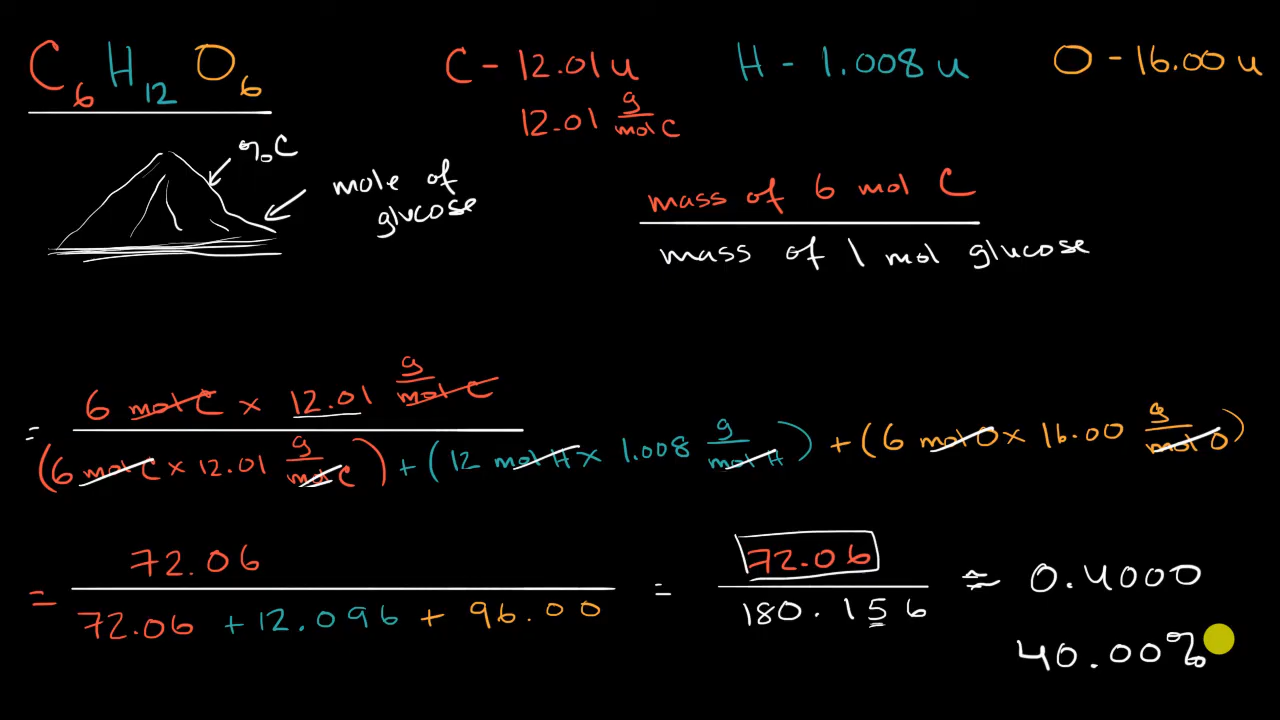 C6H12O6 C - 12.01 u H - 1.008 u O - 16.00 u
12.01 g/mol C
%C
mole of
glucose
mass of 6 mol C
mass of 1 mol glucose
= 6 mol C x 12.01 g/mol C
(6 mol C x 12.01 g/mol C) + (12 mol H x 1.008 g/mol H) + (6 mol O x 16.00 g/mol O)
= 72.06 = 72.06 ≈ 0.4000
72.06 + 12.096 + 96.00 180.156
40.00%